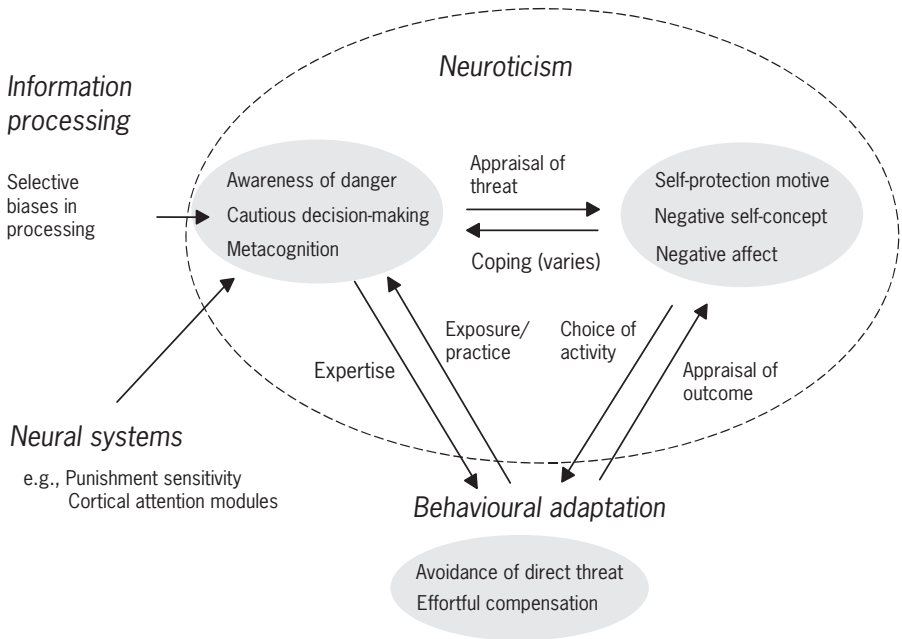 Neuroticism
Information
processing
Selective
biases in
processing
Awareness of danger
Cautious decision-making
Metacognition
Appraisal of
threat
Coping (varies)
Self-protection motive
Negative self-concept
Negative affect
Expertise
Exposure/
practice
Choice of
activity
Appraisal of
outcome
Neural systems
e.g., Punishment sensitivity
Cortical attention modules
Behavioural adaptation
Avoidance of direct threat
Effortful compensation